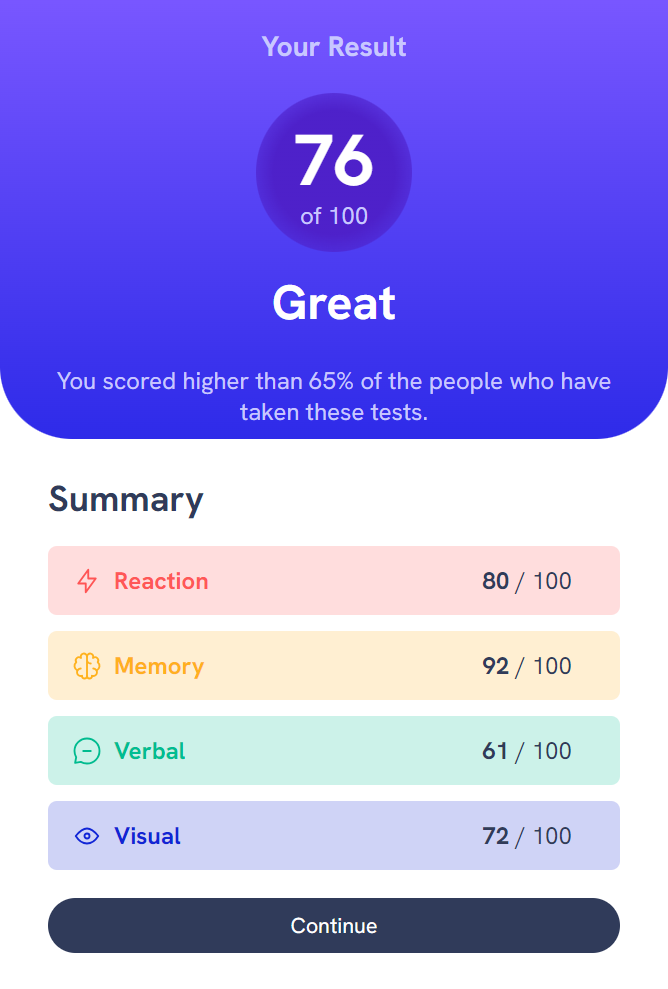 Your Result
76
of 100
Great
You scored higher than 65% of the people who have
taken these tests.
Summary
Reaction 80 / 100
Memory 92 / 100
Verbal 61 / 100
Visual 72 / 100
Continue